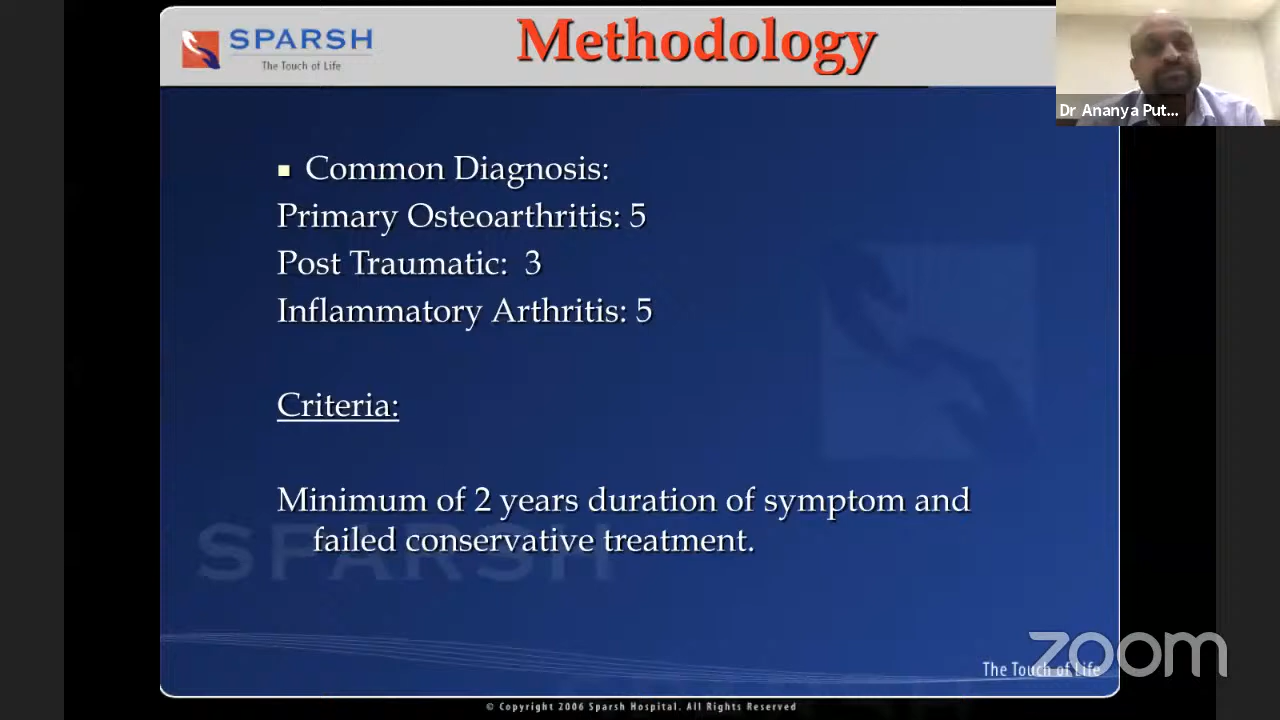 SPARSH
The Touch of Life
Methodology
Dr Ananya Put...
Common Diagnosis:
Primary Osteoarthritis: 5
Post Traumatic: 3
Inflammatory Arthritis: 5
Criteria:
Minimum of 2 years duration of symptom and
failed conservative treatment.
SPARSH
zoom
The Touch of Life
© Copyright 2006 Sparsh Hospital. All Rights Reserved